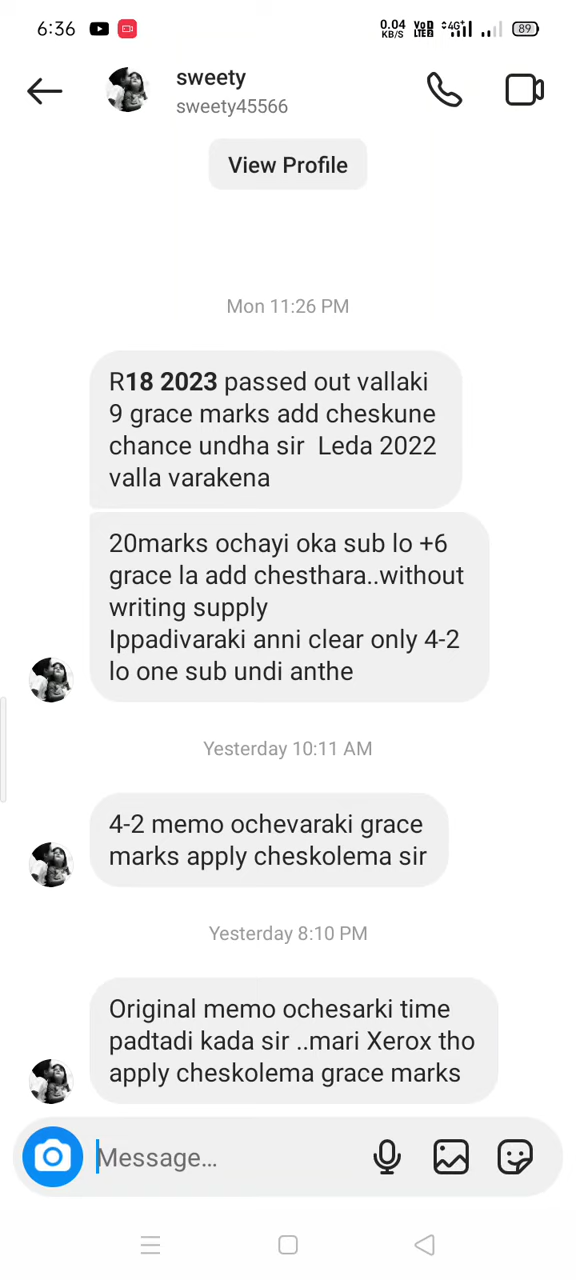 6:36
0.04
KB/S
VoD
LTE2
4G+
89
sweety
sweety45566
View Profile
Mon 11:26 PM
R18 2023 passed out vallaki
9 grace marks add cheskune
chance undha sir  Leda 2022
valla varakena
20marks ochayi oka sub lo +6
grace la add chesthara..without
writing supply
Ippadivaraki anni clear only 4-2
lo one sub undi anthe
Yesterday 10:11 AM
4-2 memo ochevaraki grace
marks apply cheskolema sir
Yesterday 8:10 PM
Original memo ochesarki time
padtadi kada sir ..mari Xerox tho
apply cheskolema grace marks
Message...